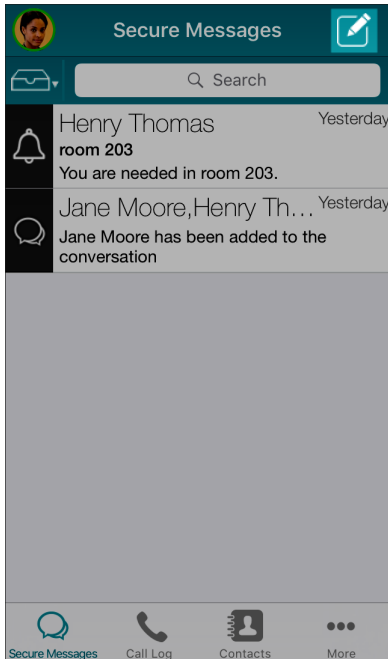 Secure Messages
Search
Henry Thomas Yesterday
room 203
You are needed in room 203.
Jane Moore,Henry Th... Yesterday
Jane Moore has been added to the
conversation
Secure Messages Call Log Contacts More